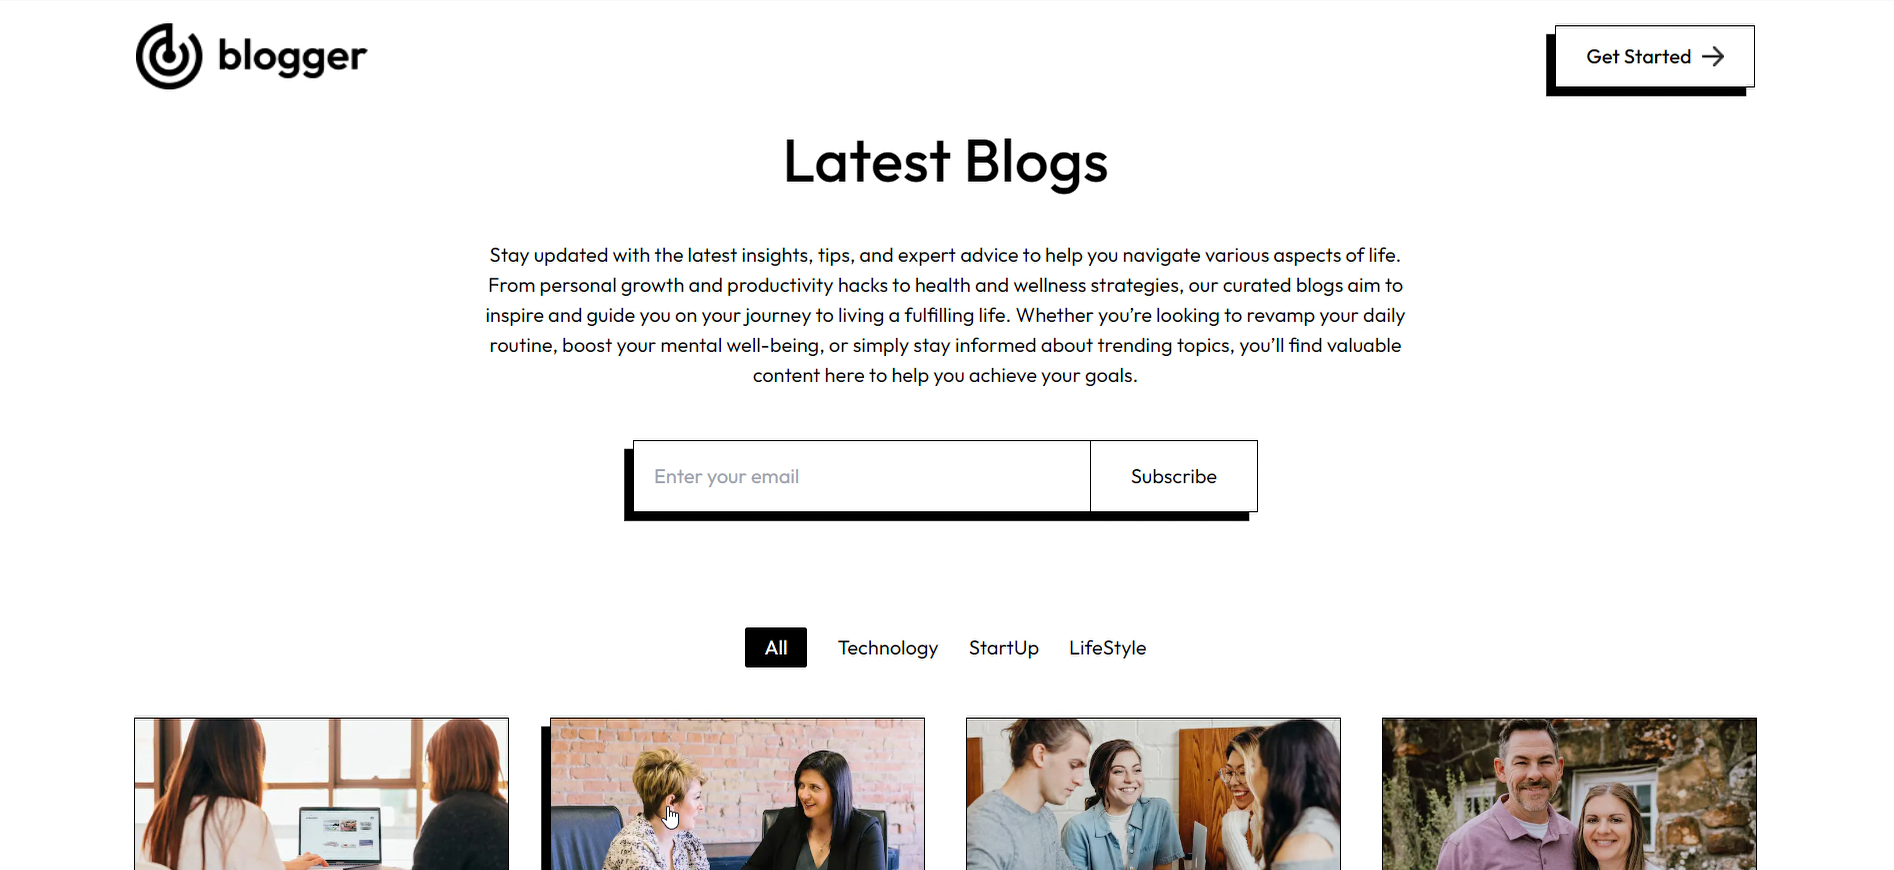 blogger
Get Started
Latest Blogs
Stay updated with the latest insights, tips, and expert advice to help you navigate various aspects of life.
From personal growth and productivity hacks to health and wellness strategies, our curated blogs aim to
inspire and guide you on your journey to living a fulfilling life. Whether you’re looking to revamp your daily
routine, boost your mental well-being, or simply stay informed about trending topics, you’ll find valuable
content here to help you achieve your goals.
Enter your email
Subscribe
All Technology StartUp LifeStyle